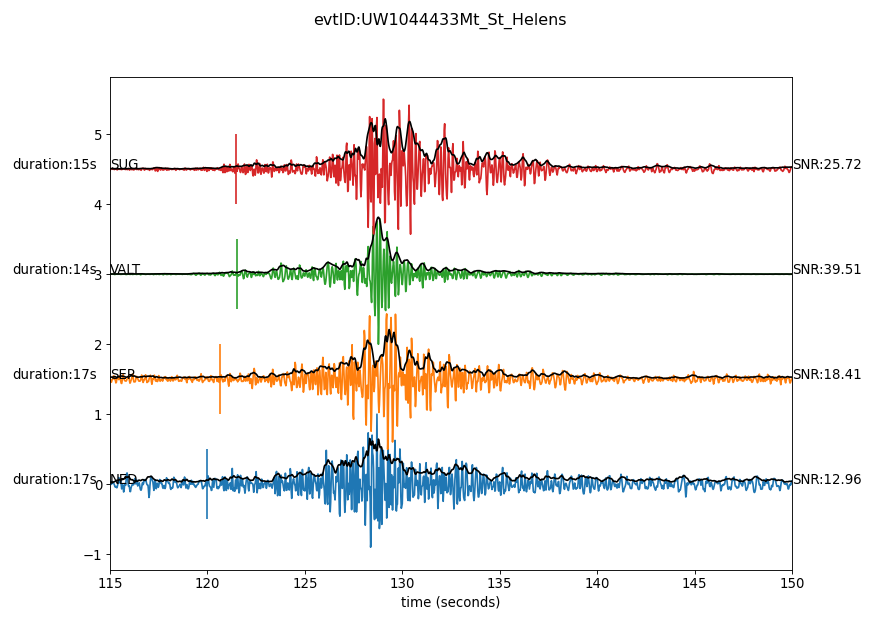 evtID:UW1044433Mt_St_Helens
5
duration:15s SUG SNR:25.72
4
duration:14s 3 VALT SNR:39.51
2
duration:17s SEP SNR:18.41
1
duration:17s NED SNR:12.96
0
−1
115 120 125 130 135 140 145 150
time (seconds)